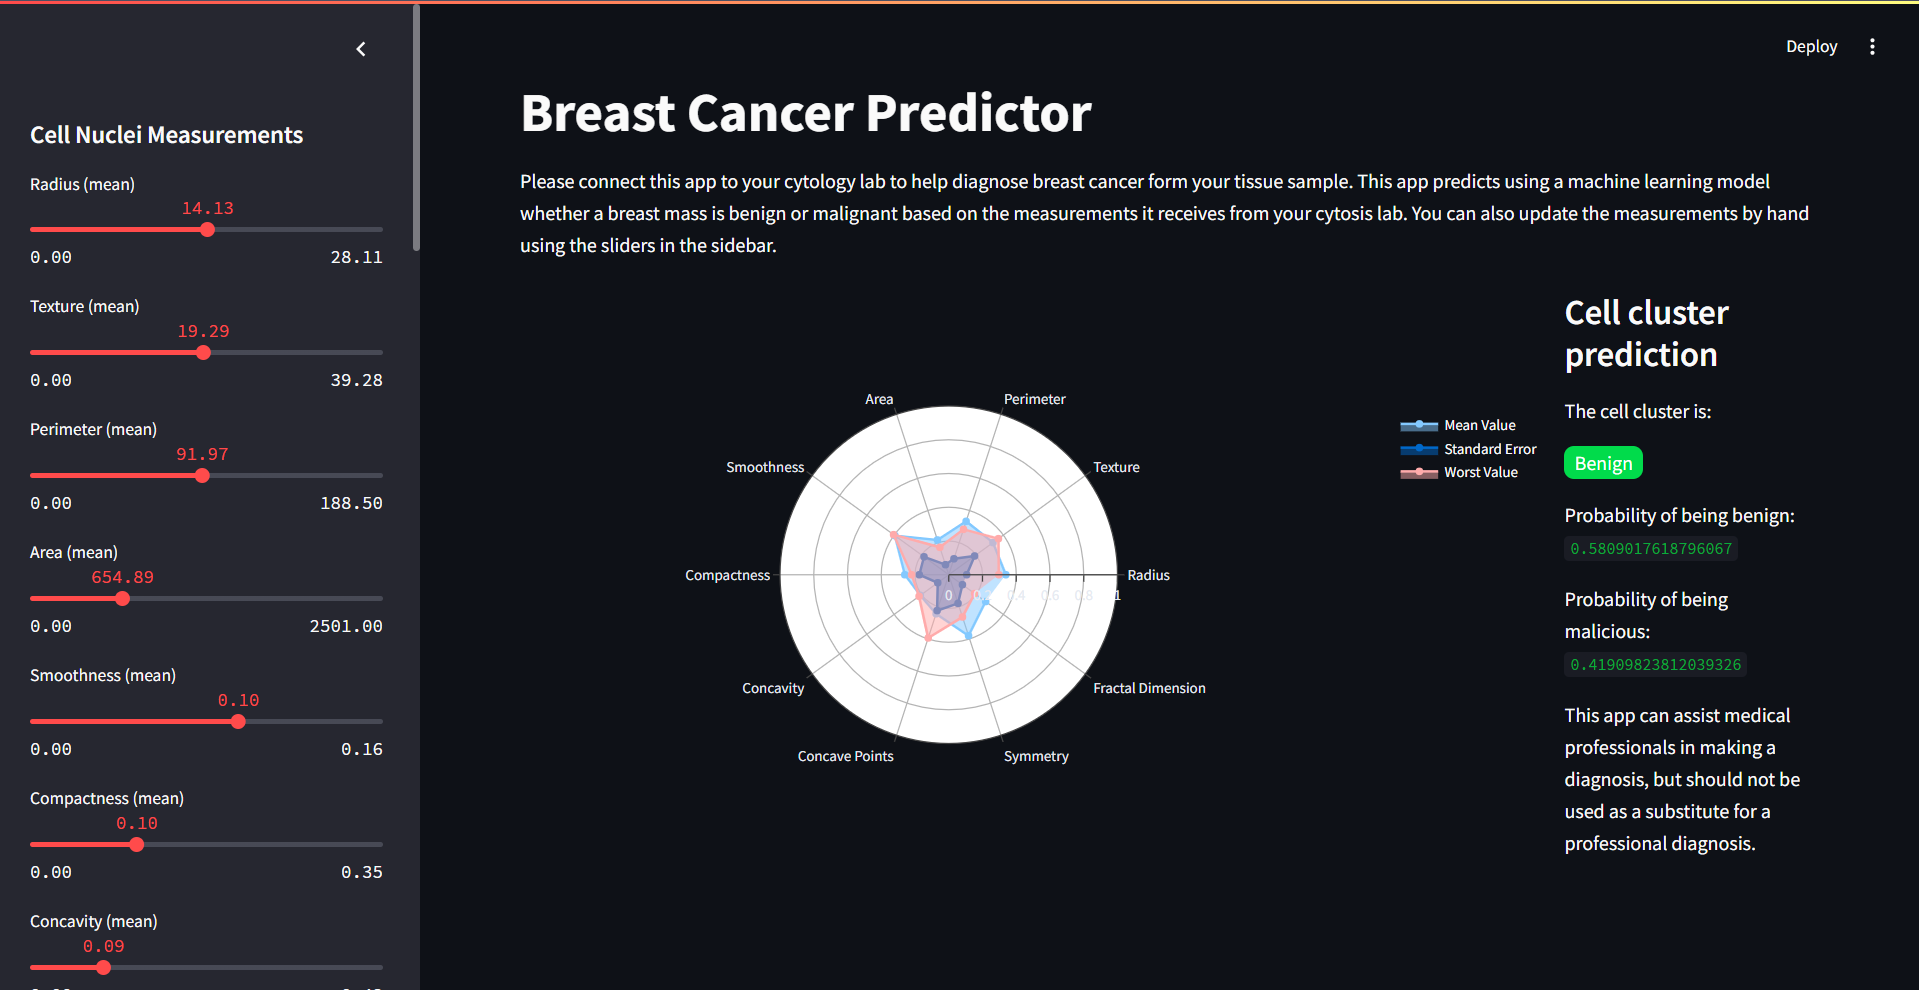 Deploy
Cell Nuclei Measurements
Radius (mean)
14.13
0.00 28.11
Texture (mean)
19.29
0.00 39.28
Perimeter (mean)
91.97
0.00 188.50
Area (mean)
654.89
0.00 2501.00
Smoothness (mean)
0.10
0.00 0.16
Compactness (mean)
0.10
0.00 0.35
Concavity (mean)
0.09
Breast Cancer Predictor
Please connect this app to your cytology lab to help diagnose breast cancer form your tissue sample. This app predicts using a machine learning model
whether a breast mass is benign or malignant based on the measurements it receives from your cytosis lab. You can also update the measurements by hand
using the sliders in the sidebar.
Area
Perimeter
Smoothness
Texture
Compactness
Radius
0 0.2 0.4 0.6 0.8 1
Concavity
Fractal Dimension
Concave Points
Symmetry
Mean Value
Standard Error
Worst Value
Cell cluster
prediction
The cell cluster is:
Benign
Probability of being benign:
0.5809017618796067
Probability of being
malicious:
0.41909823812039326
This app can assist medical
professionals in making a
diagnosis, but should not be
used as a substitute for a
professional diagnosis.